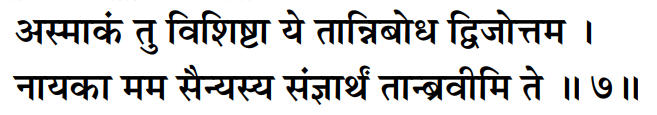 अस्माकं तु विशिष्टा ये तान्निबोध द्विजोत्तम ।
नायका मम सैन्यस्य संज्ञार्थं तान्ब्रवीमि ते ॥ ७॥